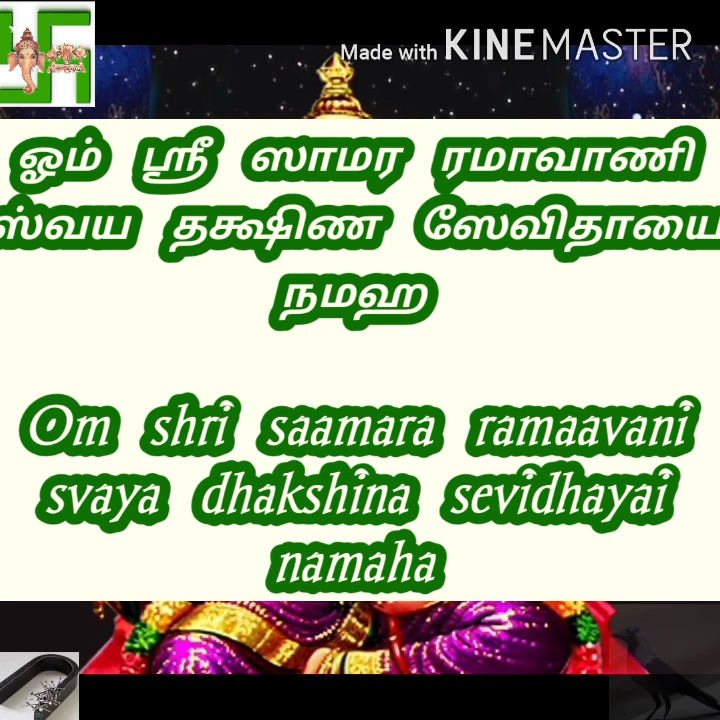 Made with KINEMASTER
ஓம் ஸ்ரீ ஸாமர ரமாவாணி
ஸ்வய தக்ஷிண ஸேவிதாயை
நமஹ
Om shri saamara ramaavani
svaya dhakshina sevidhayai
namaha